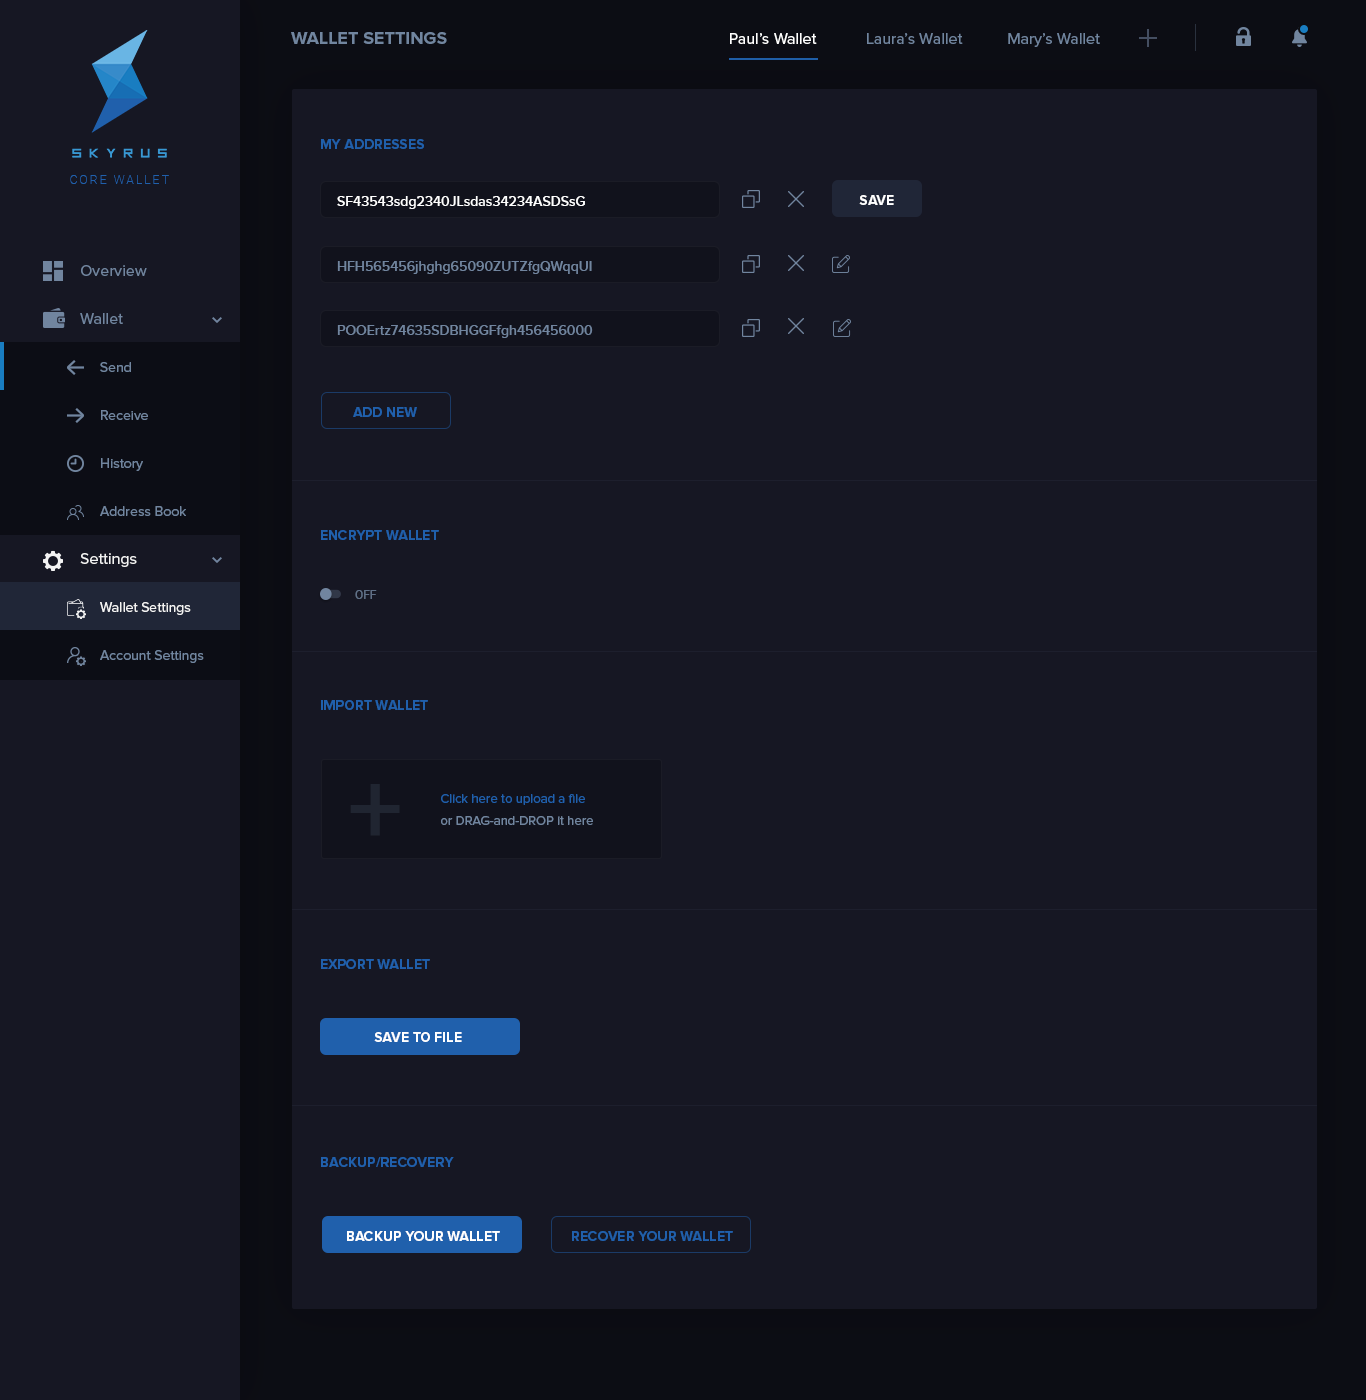 SKYRUS
CORE WALLET
Overview
Wallet
Send
Receive
History
Address Book
Settings
Wallet Settings
Account Settings
WALLET SETTINGS
Paul's Wallet
Laura's Wallet
Mary's Wallet
MY ADDRESSES
SF43543sdg2340JLsdas34234ASDSsG
SAVE
HFH565456jhghg65090ZUTZfgQWqqUI
POOErtz74635SDBHGGFfgh456456000
ADD NEW
ENCRYPT WALLET
OFF
IMPORT WALLET
Click here to upload a file
or DRAG-and-DROP it here
EXPORT WALLET
SAVE TO FILE
BACKUP/RECOVERY
BACKUP YOUR WALLET
RECOVER YOUR WALLET